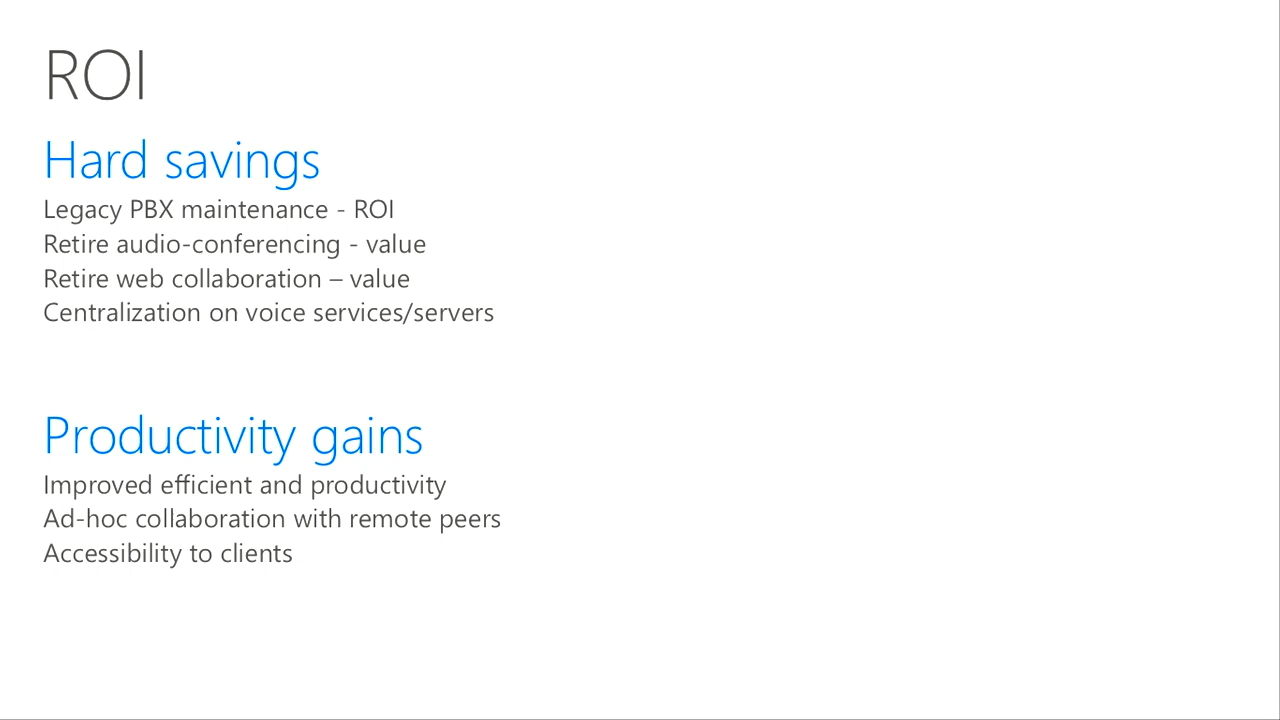 ROI
Hard savings
Legacy PBX maintenance - ROI
Retire audio-conferencing - value
Retire web collaboration – value
Centralization on voice services/servers
Productivity gains
Improved efficient and productivity
Ad-hoc collaboration with remote peers
Accessibility to clients